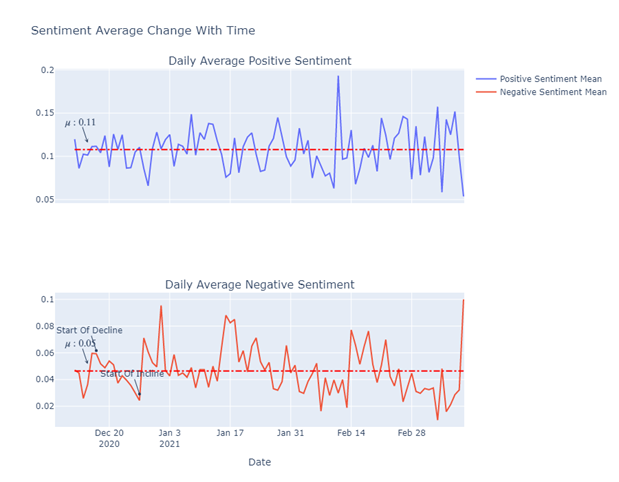 Sentiment Average Change With Time
Daily Average Positive Sentiment
0.2
0.15
0.1
0.05
μ : 0.11
Positive Sentiment Mean
Negative Sentiment Mean
Daily Average Negative Sentiment
0.1
0.08
0.06
0.04
0.02
Start Of Decline
μ : 0.05
Start Of Incline
Dec 20
2020
Jan 3
2021
Jan 17
Jan 31
Feb 14
Feb 28
Date